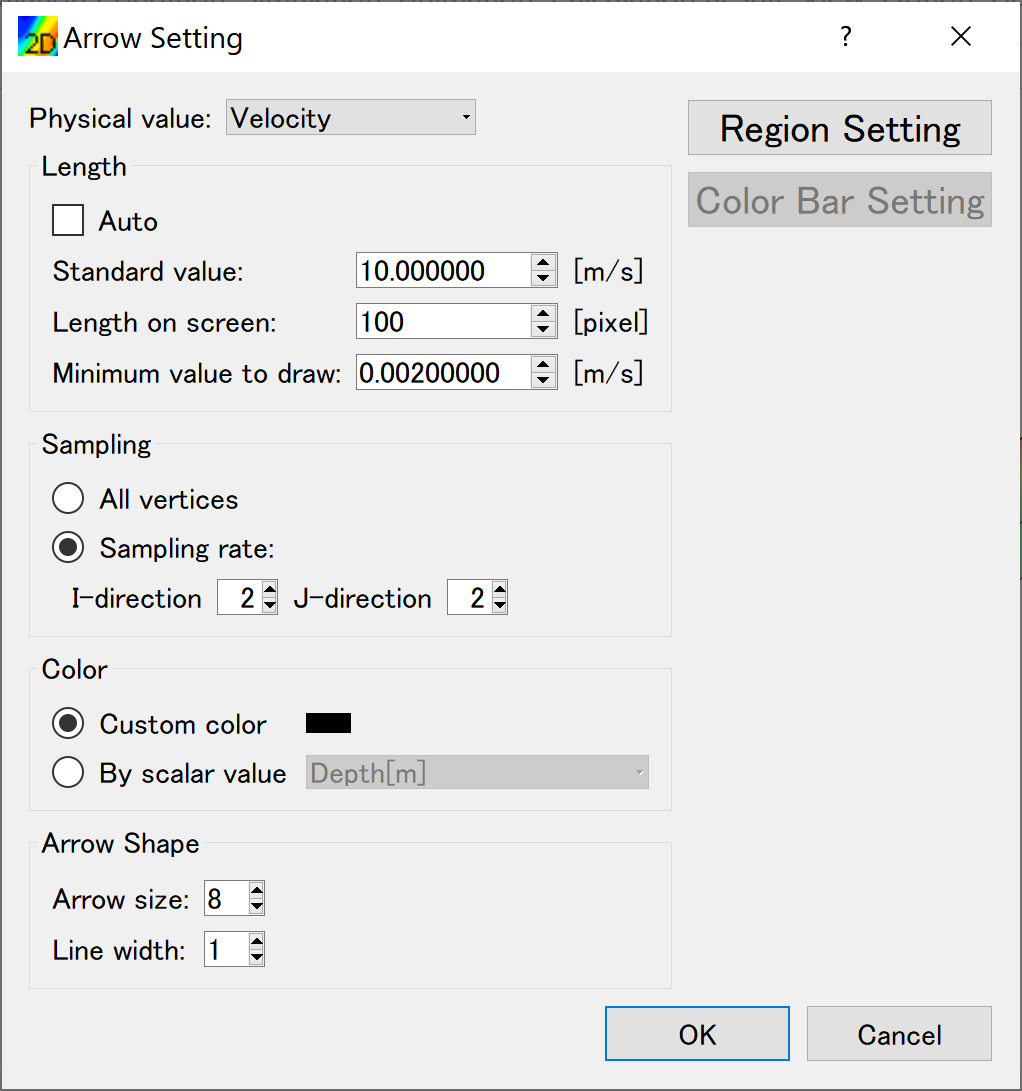 2D Arrow Setting ?
Physical value: Velocity
Region Setting
Color Bar Setting
Length
Auto
Standard value: 10.000000 [m/s]
Length on screen: 100 [pixel]
Minimum value to draw: 0.00200000 [m/s]
Sampling
All vertices
Sampling rate:
I-direction 2 J-direction 2
Color
Custom color
By scalar value Depth[m]
Arrow Shape
Arrow size: 8
Line width: 1
OK Cancel